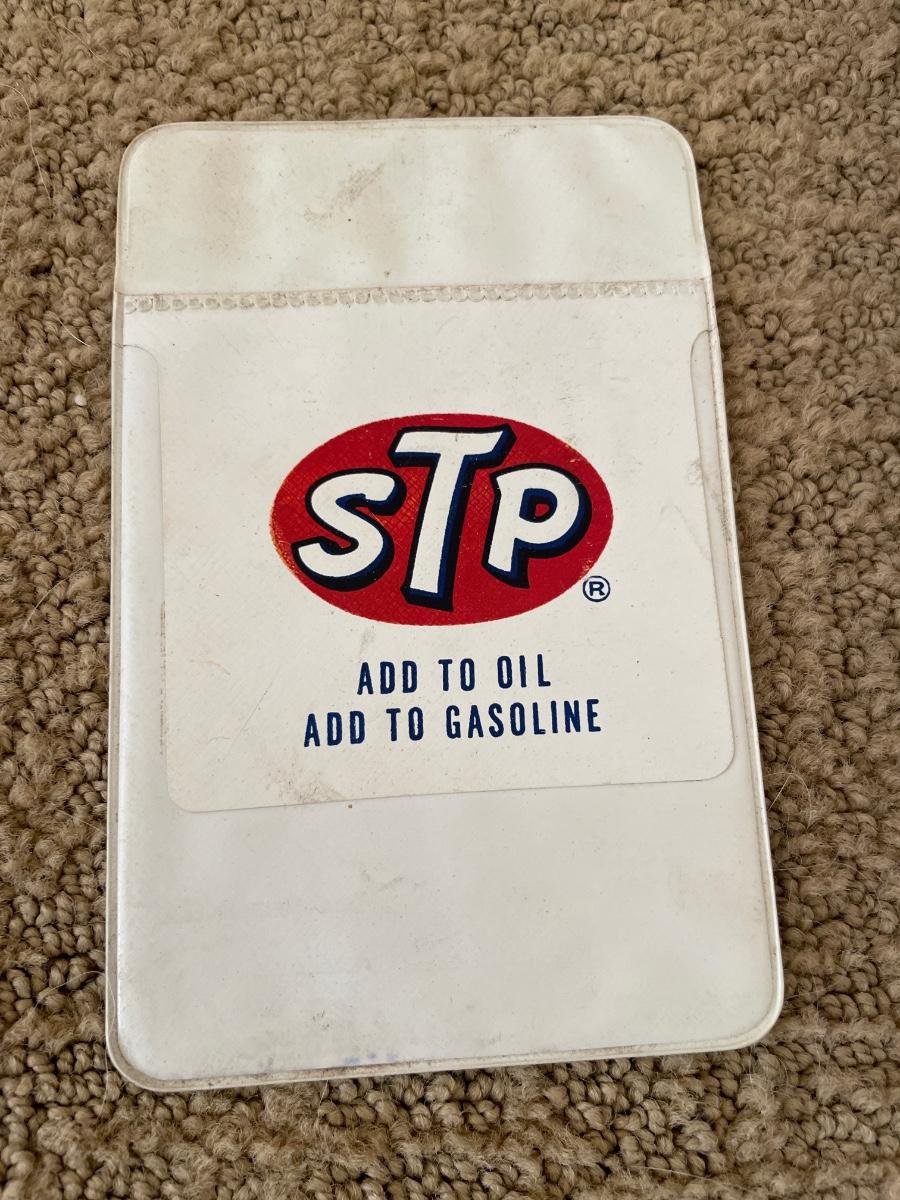 STP
®
ADD TO OIL
ADD TO GASOLINE